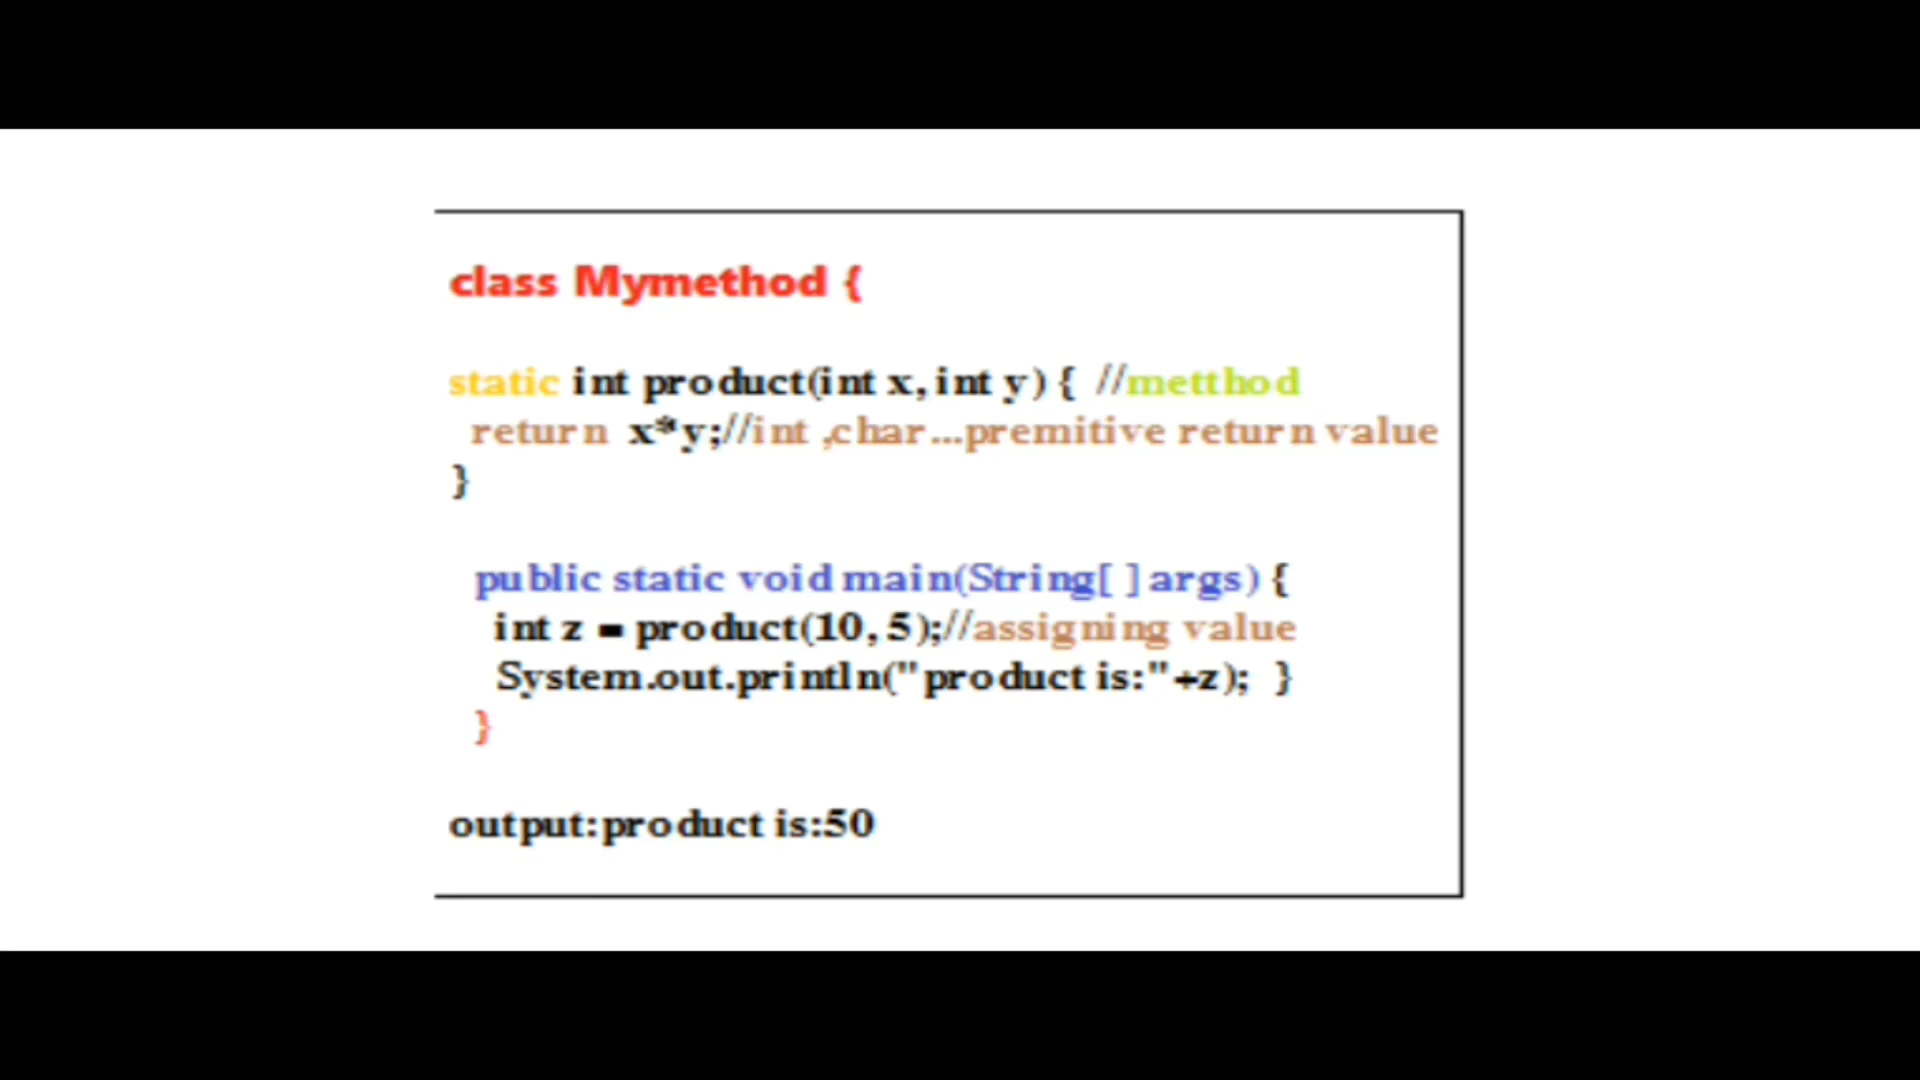 class Mymethod {
static int product(int x, int y) { //metthod
return x*y;//int ,char...premitive return value
}
public static void main(String[ ] args) {
int z = product(10, 5);//assigning value
System.out.println("product is:"+z); }
}
output:product is:50